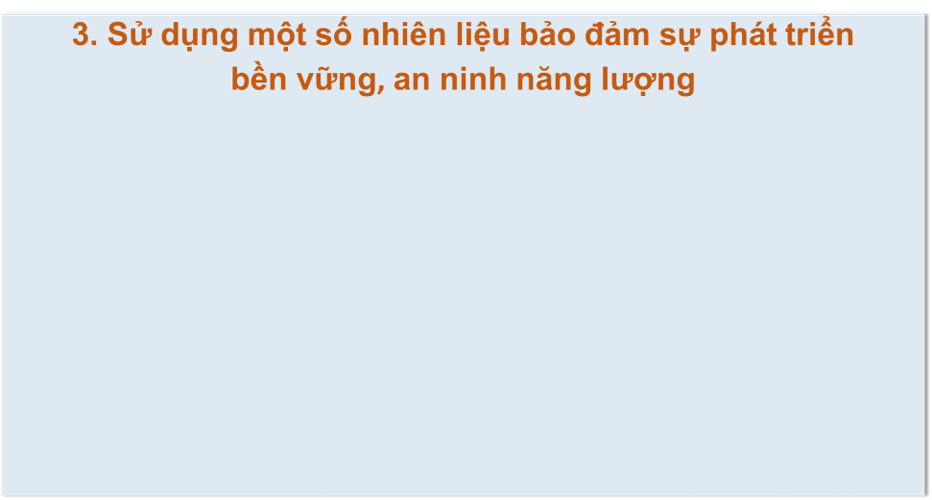 3. Sử dụng một số nhiên liệu bảo đảm sự phát triển
bền vững, an ninh năng lượng